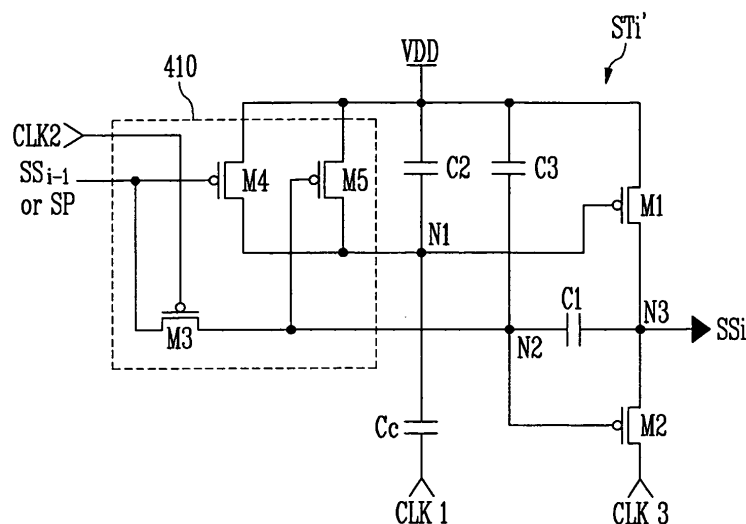 STi'
VDD
410
CLK2
SSi-1
or SP
M4
M5
C2
C3
M1
N1
C1
N3
SSi
M3
N2
Cc
M2
CLK 1
CLK 3